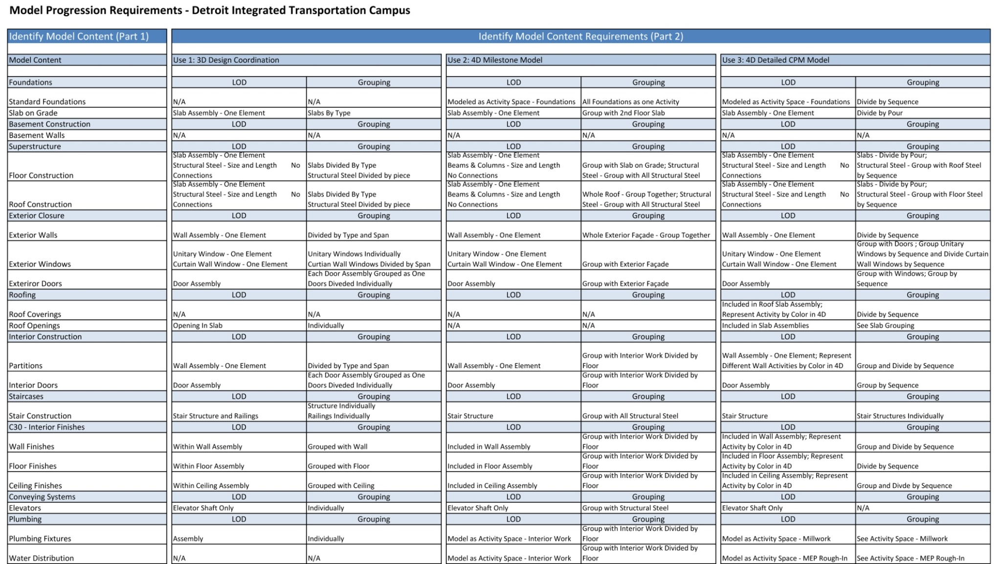 Model Progression Requirements - Detroit Integrated Transportation Campus
Identify Model Content (Part 1)
Identify Model Content Requirements (Part 2)
Model Content
Use 1: 3D Design Coordination
Use 2: 4D Milestone Model
Use 3: 4D Detailed CPM Model
Foundations
LOD
Grouping
LOD
Grouping
LOD
Grouping
Standard Foundations
N/A
N/A
Modeled as Activity Space - Foundations
All Foundations as one Activity
Modeled as Activity Space - Foundations
Divide by Sequence
Slab on Grade
Slab Assembly - One Element
Slabs By Type
Slab Assembly - One Element
Group with 2nd Floor Slab
Slab Assembly - One Element
Divide by Pour
Basement Construction
LOD
Grouping
LOD
Grouping
LOD
Grouping
Basement Walls
N/A
N/A
N/A
N/A
N/A
N/A
Superstructure
LOD
Grouping
LOD
Grouping
LOD
Grouping
Floor Construction
Slab Assembly - One Element
Structural Steel - Size and Length No
Connections
Slabs Divided By Type
Structural Steel Divided by piece
Slab Assembly - One Element
Beams & Columns - Size and Length
No Connections
Group with Slab on Grade; Structural
Steel - Group with All Structural Steel
Slab Assembly - One Element
Structural Steel - Size and Length No
Connections
Slabs - Divide by Pour;
Structural Steel - Group with Roof Steel
by Sequence
Roof Construction
Slab Assembly - One Element
Structural Steel - Size and Length No
Connections
Slabs Divided By Type
Structural Steel Divided by piece
Slab Assembly - One Element
Beams & Columns - Size and Length
No Connections
Whole Roof - Group Together; Structural
Steel - Group with All Structural Steel
Slab Assembly - One Element
Structural Steel - Size and Length No
Connections
Slabs - Divide by Pour;
Structural Steel - Group with Floor Steel
by Sequence
Exterior Closure
LOD
Grouping
LOD
Grouping
LOD
Grouping
Exterior Walls
Wall Assembly - One Element
Divided by Type and Span
Wall Assembly - One Element
Whole Exterior Façade - Group Together
Wall Assembly - One Element
Divide by Sequence
Exterior Windows
Unitary Window - One Element
Curtain Wall Window - One Element
Unitary Windows Individually
Curtian Wall Windows Divided by Span
Unitary Window - One Element
Curtain Wall Window - One Element
Group with Exterior Façade
Unitary Window - One Element
Curtain Wall Window - One Element
Group with Doors ; Group Unitary
Windows by Sequence and Divide Curtain
Wall Windows by Sequence
Exteriror Doors
Door Assembly
Each Door Assembly Grouped as One
Doors Diveded Individually
Door Assembly
Group with Exterior Façade
Door Assembly
Group with Windows; Group by
Sequence
Roofing
LOD
Grouping
LOD
Grouping
LOD
Grouping
Roof Coverings
N/A
N/A
N/A
N/A
Included in Roof Slab Assembly;
Represent Activity by Color in 4D
Divide by Sequence
Roof Openings
Opening In Slab
Individually
N/A
N/A
Included in Slab Assemblies
See Slab Grouping
Interior Construction
LOD
Grouping
LOD
Grouping
LOD
Grouping
Partitions
Wall Assembly - One Element
Divided by Type and Span
Wall Assembly - One Element
Group with Interior Work Divided by
Floor
Wall Assembly - One Element; Represent
Different Wall Activities by Color in 4D
Group and Divide by Sequence
Interior Doors
Door Assembly
Each Door Assembly Grouped as One
Doors Diveded Individually
Door Assembly
Group with Interior Work Divided by
Floor
Door Assembly
Group by Sequence
Staircases
LOD
Grouping
LOD
Grouping
LOD
Grouping
Stair Construction
Stair Structure and Railings
Structure Individually
Railings Individually
Stair Structure
Group with All Structural Steel
Stair Structure
Stair Structures Individually
C30 - Interior Finishes
LOD
Grouping
LOD
Grouping
LOD
Grouping
Wall Finishes
Within Wall Assembly
Grouped with Wall
Included in Wall Assembly
Group with Interior Work Divided by
Floor
Included in Wall Assembly; Represent
Activity by Color in 4D
Group and Divide by Sequence
Floor Finishes
Within Floor Assembly
Grouped with Floor
Included in Floor Assembly
Group with Interior Work Divided by
Floor
Included in Floor Assembly; Represent
Activity by Color in 4D
Divide by Sequence
Ceiling Finishes
Within Ceiling Assembly
Grouped with Ceiling
Included in Ceiling Assembly
Group with Interior Work Divided by
Floor
Included in Ceiling Assembly; Represent
Activity by Color in 4D
Group and Divde by Sequence
Conveying Systems
LOD
Grouping
LOD
Grouping
LOD
Grouping
Elevators
Elevator Shaft Only
Individually
Elevator Shaft Only
Group with Structural Steel
Elevator Shaft Only
N/A
Plumbing
LOD
Grouping
LOD
Grouping
LOD
Grouping
Plumbing Fixtures
Assembly
Individually
Model as Activity Space - Interior Work
Group with Interior Work Divided by
Floor
Model as Activity Space - Millwork
See Activity Space - Millwork
Water Distribution
N/A
N/A
Model as Activity Space - Interior Work
Group with Interior Work Divided by
Floor
Model as Activity Space - MEP Rough-In
See Activity Space - MEP Rough-In